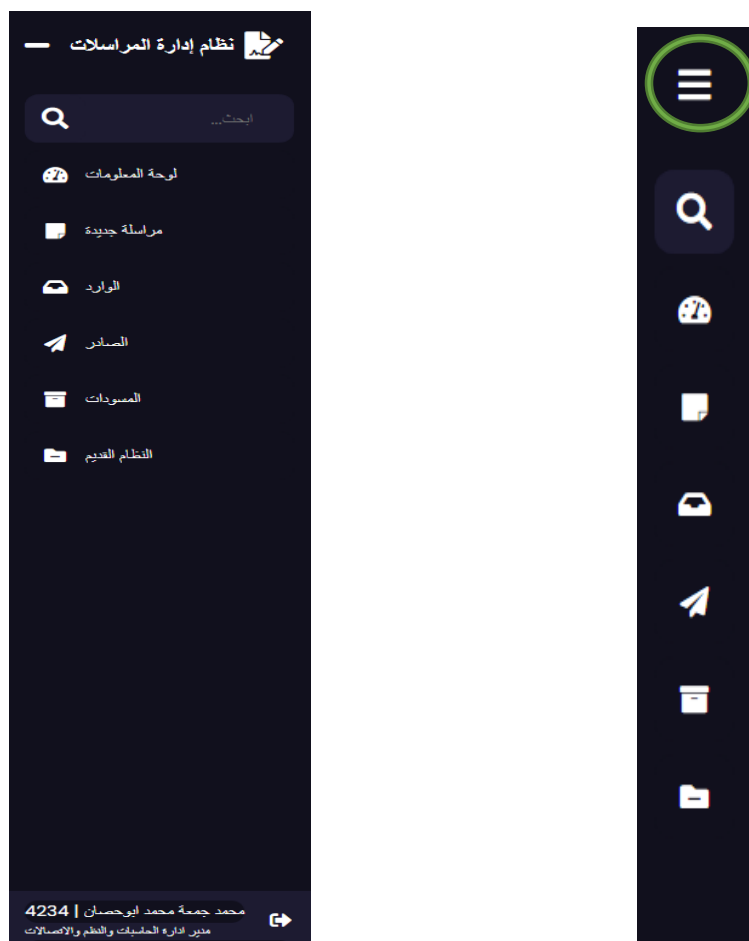 نظام إدارة المراسلات
ابحث...
لوحة المعلومات
مراسلة جديدة
الوارد
الصادر
المسودات
النظام القديم
محمد جمعة محمد ابوحصان | 4234
مدير ادارة الحاسبات والنظم والاتصالات